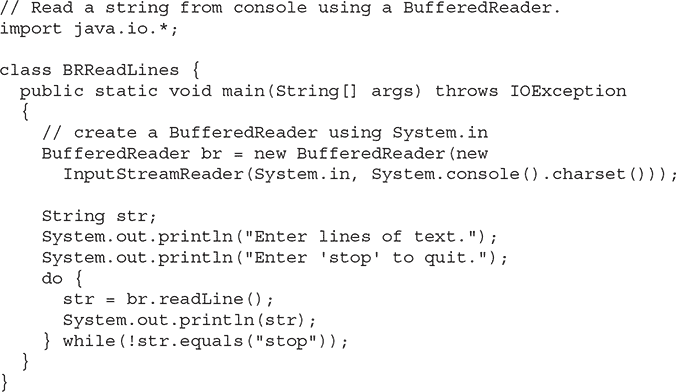 // Read a string from console using a BufferedReader.
import java.io.*;

class BRReadLines {
  public static void main(String[] args) throws IOException
  {
    // create a BufferedReader using System.in
    BufferedReader br = new BufferedReader(new
      InputStreamReader(System.in, System.console().charset()));

    String str;
    System.out.println("Enter lines of text.");
    System.out.println("Enter 'stop' to quit.");
    do {
      str = br.readLine();
      System.out.println(str);
    } while(!str.equals("stop"));
  }
}